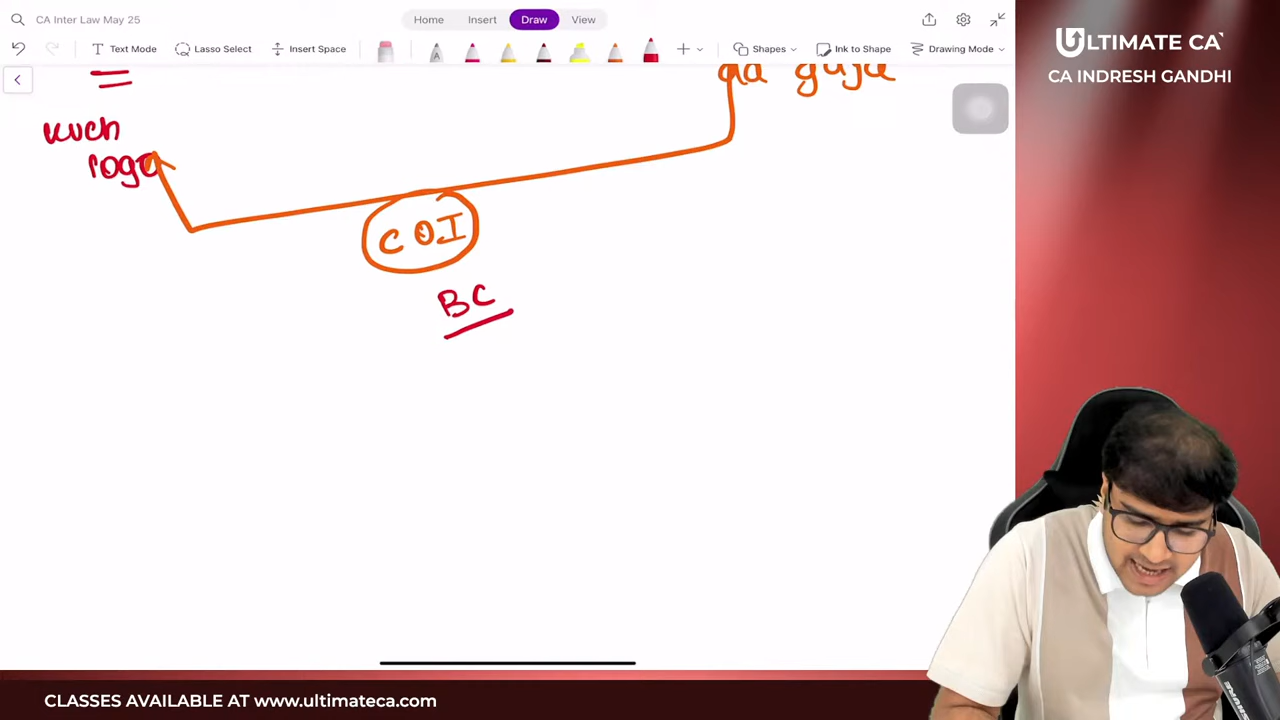 CA Inter Law May 25
Home Insert Draw View
Text Mode Lasso Select Insert Space Shapes Ink to Shape Drawing Mode
ULTIMATE CA
CA INDRESH GANDHI
kuch
logo
COI
BC
CLASSES AVAILABLE AT www.ultimateca.com